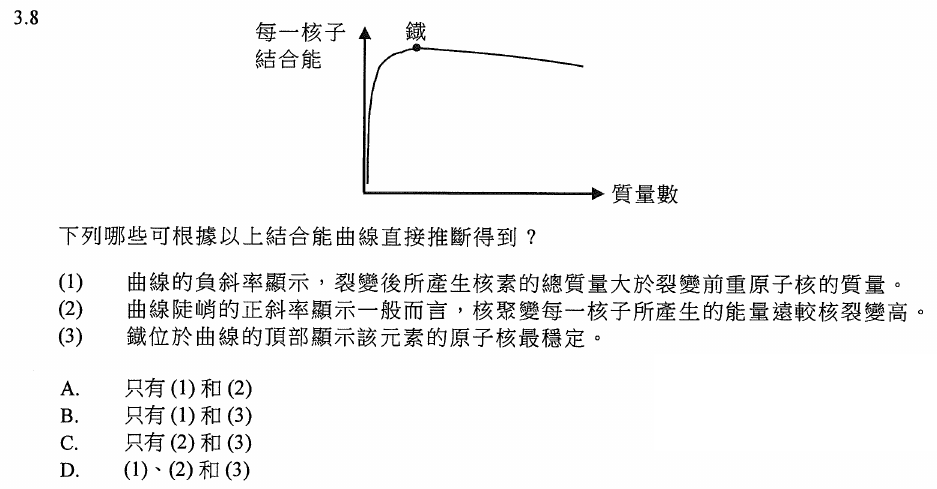 3.8
每一核子
結合能
鐵
質量數
下列哪些可根據以上結合能曲線直接推斷得到？
(1) 曲線的負斜率顯示，裂變後所產生核素的總質量大於裂變前重原子核的質量。
(2) 曲線陡峭的正斜率顯示一般而言，核聚變每一核子所產生的能量遠較核裂變高。
(3) 鐵位於曲線的頂部顯示該元素的原子核最穩定。
A. 只有 (1) 和 (2)
B. 只有 (1) 和 (3)
C. 只有 (2) 和 (3)
D. (1)、(2) 和 (3)